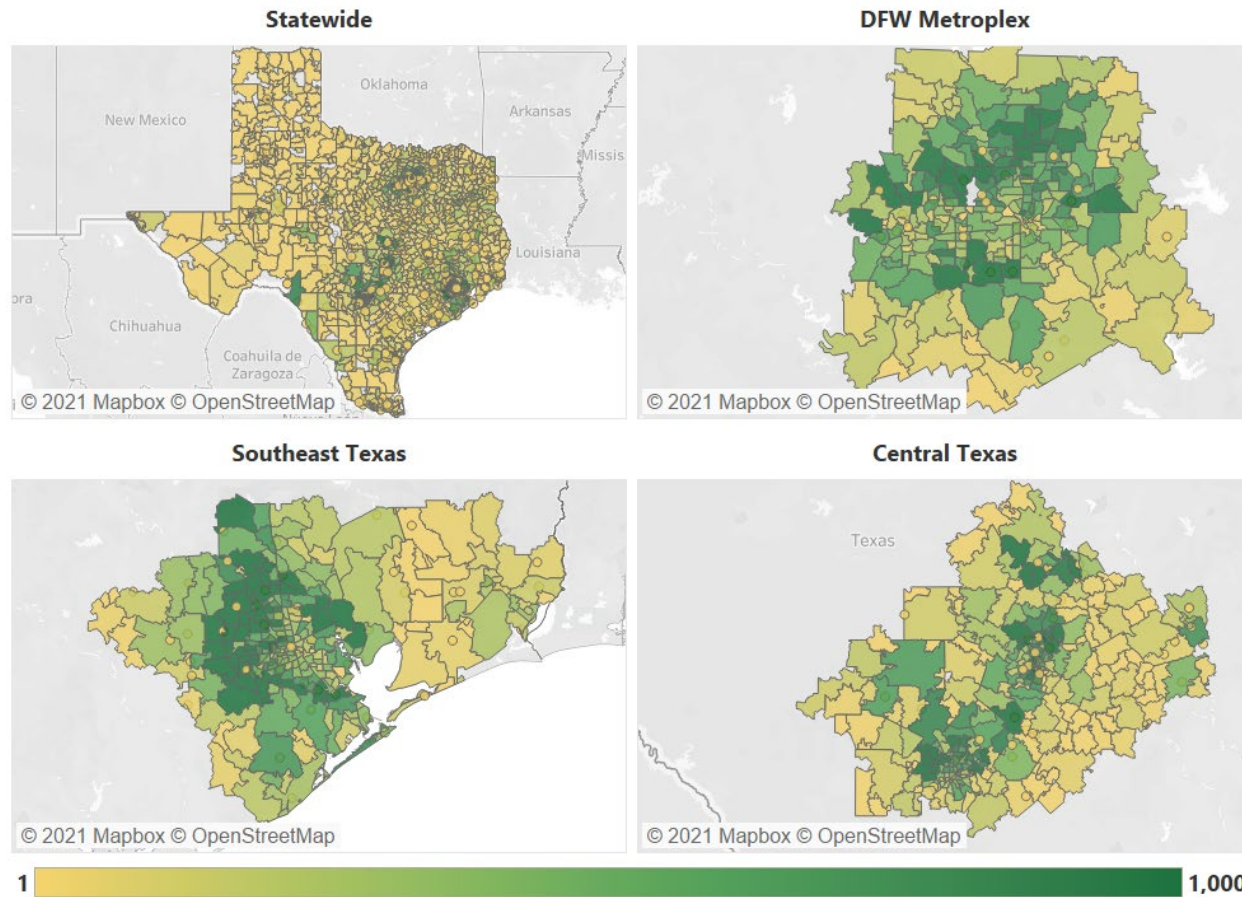 Statewide
DFW Metroplex
New Mexico
Oklahoma
Arkansas
Missis
Louisiana
Chihuahua
Coahuila de
Zaragoza
© 2021 Mapbox © OpenStreetMap
© 2021 Mapbox © OpenStreetMap
Southeast Texas
Central Texas
Texas
© 2021 Mapbox © OpenStreetMap
© 2021 Mapbox © OpenStreetMap
1
1,000